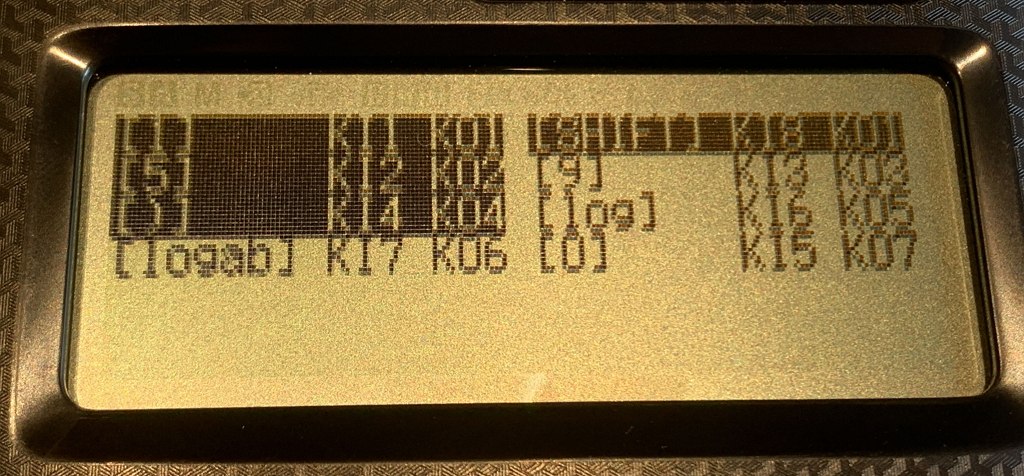 KI1 KO1 [SHIFT] KI8 KO1
[5] KI2 KO2 [9] KI3 KO3
KI4 KO4 [log] KI6 KO5
[logab] KI7 KO6 [0] KI5 KO7